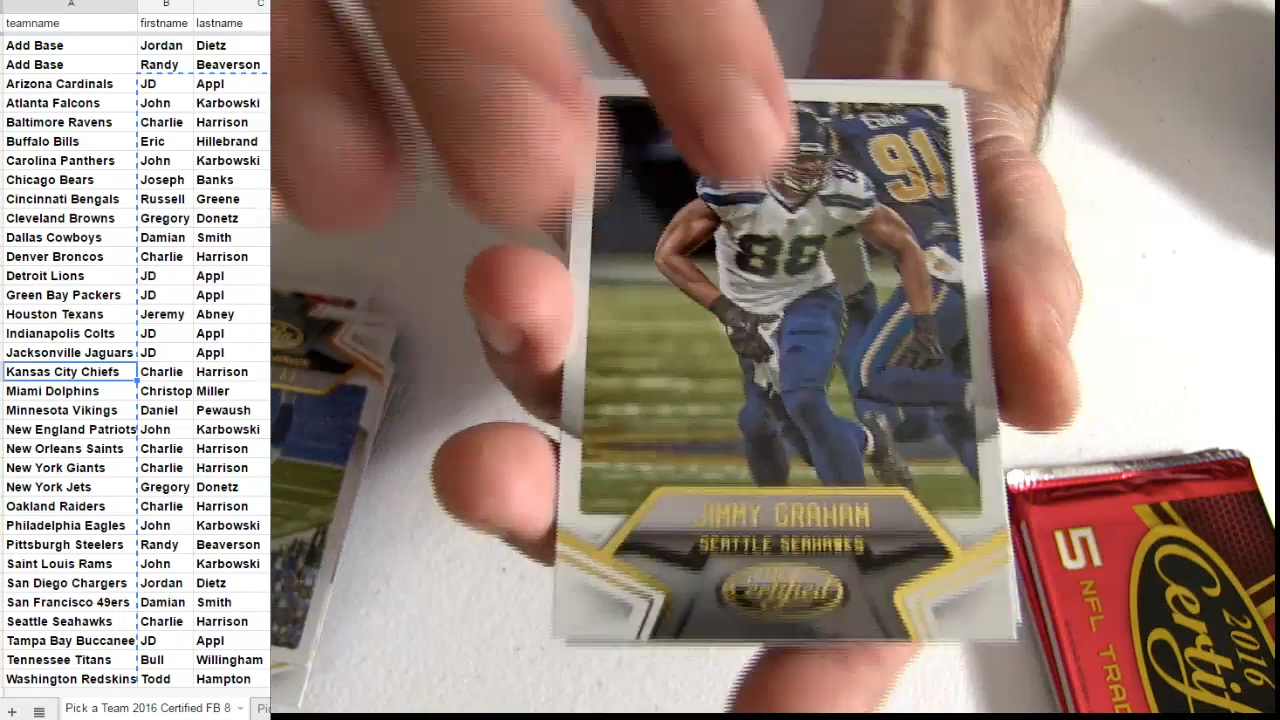 A B C
teamname firstname lastname
Add Base Jordan Dietz
Add Base Randy Beaverson
Arizona Cardinals JD Appl
Atlanta Falcons John Karbowski
Baltimore Ravens Charlie Harrison
Buffalo Bills Eric Hillebrand
Carolina Panthers John Karbowski
Chicago Bears Joseph Banks
Cincinnati Bengals Russell Greene
Cleveland Browns Gregory Donetz
Dallas Cowboys Damian Smith
Denver Broncos Charlie Harrison
Detroit Lions JD Appl
Green Bay Packers JD Appl
Houston Texans Jeremy Abney
Indianapolis Colts JD Appl
Jacksonville Jaguars JD Appl
Kansas City Chiefs Charlie Harrison
Miami Dolphins Christop Miller
Minnesota Vikings Daniel Pewaush
New England Patriots John Karbowski
New Orleans Saints Charlie Harrison
New York Giants Charlie Harrison
New York Jets Gregory Donetz
Oakland Raiders Charlie Harrison
Philadelphia Eagles John Karbowski
Pittsburgh Steelers Randy Beaverson
Saint Louis Rams John Karbowski
San Diego Chargers Jordan Dietz
San Francisco 49ers Damian Smith
Seattle Seahawks Charlie Harrison
Tampa Bay Buccanee JD Appl
Tennessee Titans Bull Willingham
Washington Redskins Todd Hampton
Pick a Team 2016 Certified FB 8
91
88
88
JIMMY GRAHAM
SEATTLE SEAHAWKS
Certified
5 NFL TRAD
2016
Certifi